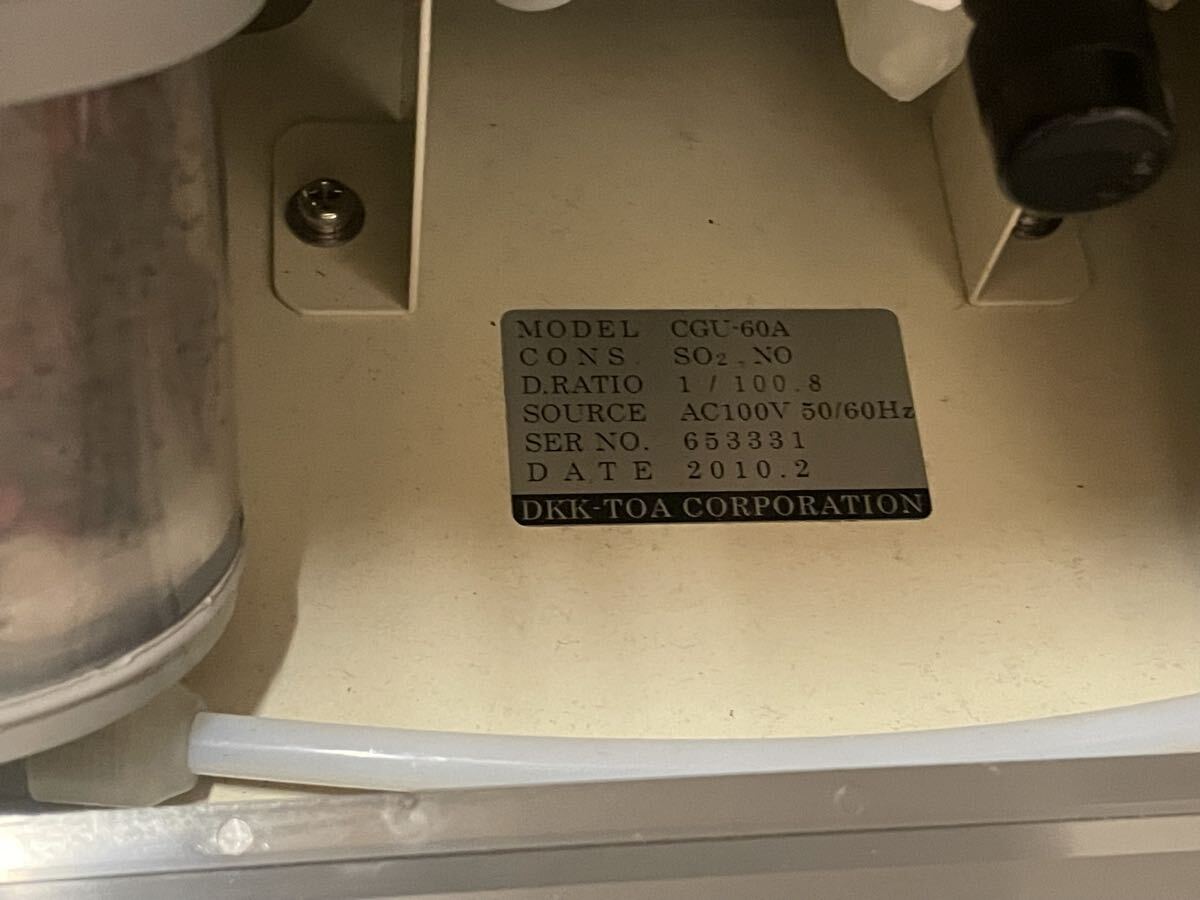 MODEL CGU-60A
CONS. SO₂, NO
D.RATIO 1 / 100.8
SOURCE AC100V 50/60Hz
SER NO. 653331
DATE 2010.2
DKK-TOA CORPORATION